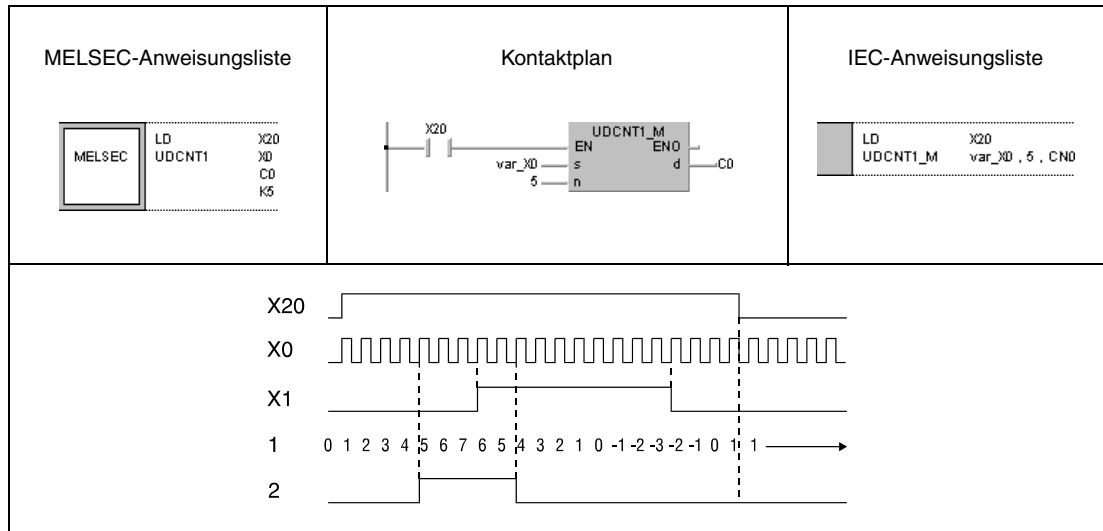 MELSEC-Anweisungsliste
MELSEC
LD X20
UDCNT1 X0
C0
K5
Kontaktplan
X20
UDCNT1_M
EN ENO
var_X0 s d C0
5 n
IEC-Anweisungsliste
LD X20
UDCNT1_M var_X0 , 5 , CN0
X20
X0
X1
1 0 1 2 3 4 5 6 7 6 5 4 3 2 1 0 -1 -2 -3 -2 -1 0 1 1
2